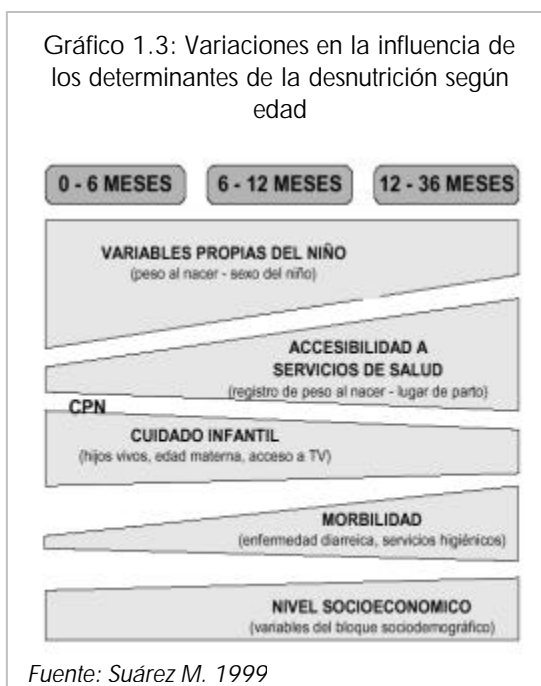 Gráfico 1.3: Variaciones en la influencia de
los determinantes de la desnutrición según
edad
0 - 6 MESES 6 - 12 MESES 12 - 36 MESES
VARIABLES PROPIAS DEL NIÑO
(peso al nacer - sexo del niño)
ACCESIBILIDAD A
SERVICIOS DE SALUD
(registro de peso al nacer - lugar de parto)
CPN
CUIDADO INFANTIL
(hijos vivos, edad materna, acceso a TV)
MORBILIDAD
(enfermedad diarreica, servicios higiénicos)
NIVEL SOCIOECONOMICO
(variables del bloque sociodemográfico)
Fuente: Suárez M. 1999